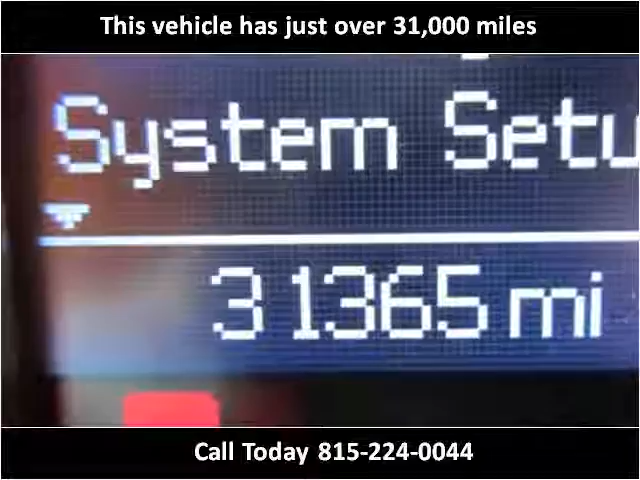 This vehicle has just over 31,000 miles
System Setu
31365 mi
Call Today 815-224-0044